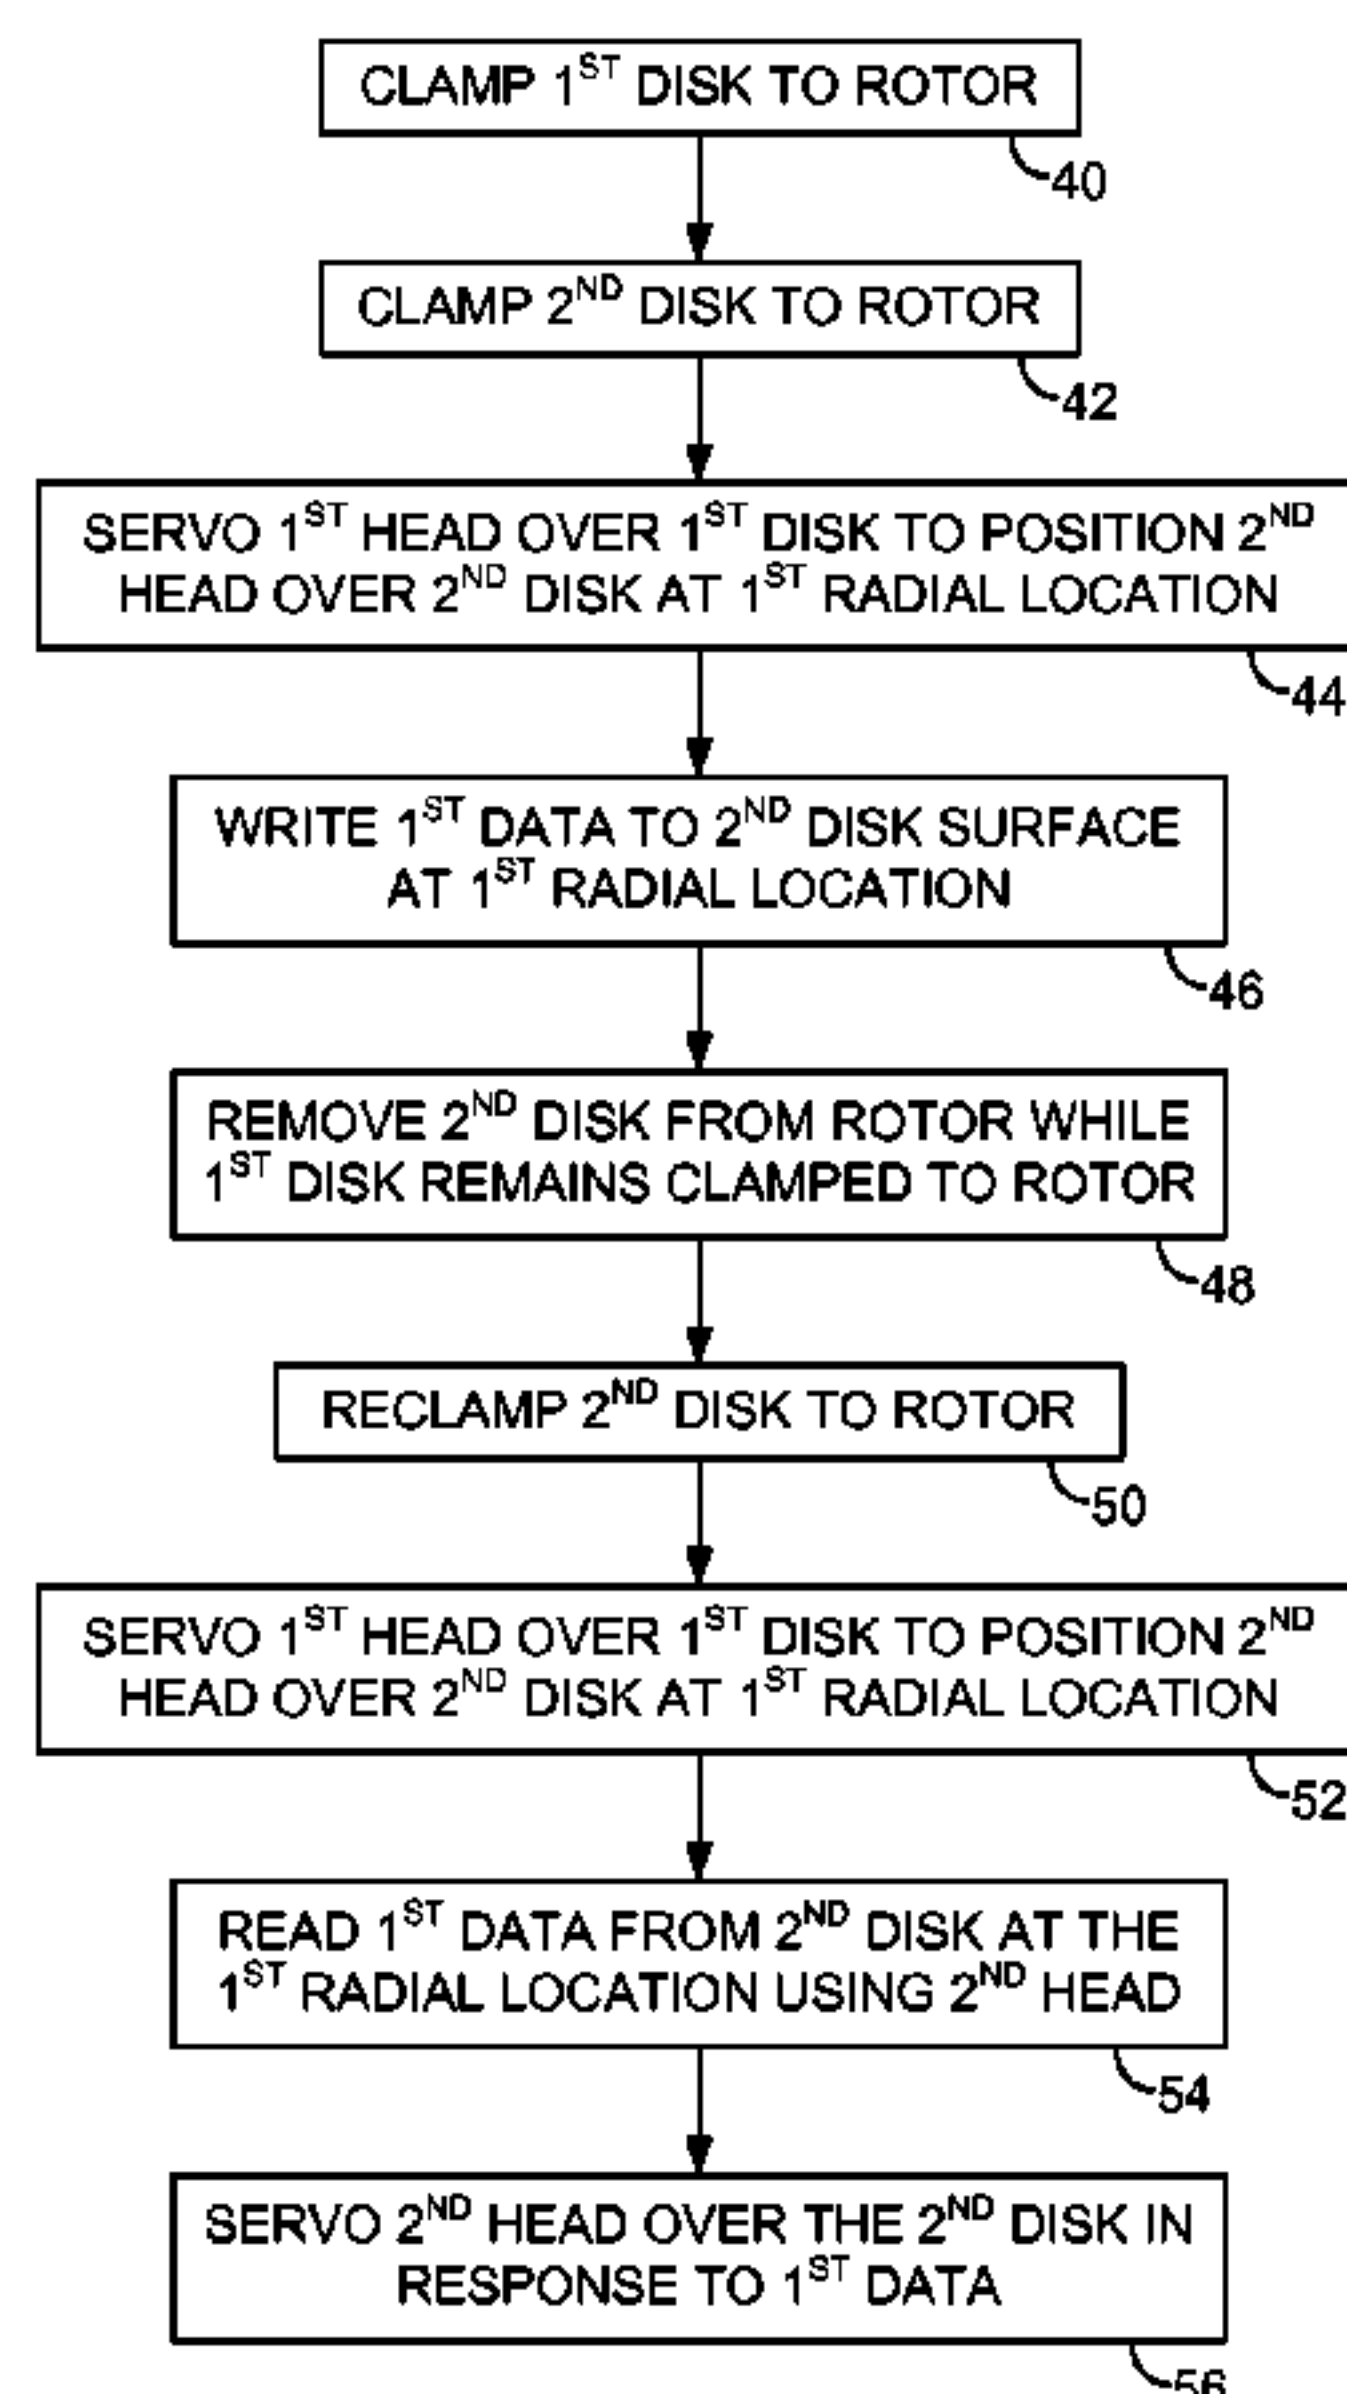 CLAMP 1ST DISK TO ROTOR
40
CLAMP 2ND DISK TO ROTOR
42
SERVO 1ST HEAD OVER 1ST DISK TO POSITION 2ND
HEAD OVER 2ND DISK AT 1ST RADIAL LOCATION
44
WRITE 1ST DATA TO 2ND DISK SURFACE
AT 1ST RADIAL LOCATION
46
REMOVE 2ND DISK FROM ROTOR WHILE
1ST DISK REMAINS CLAMPED TO ROTOR
48
RECLAMP 2ND DISK TO ROTOR
50
SERVO 1ST HEAD OVER 1ST DISK TO POSITION 2ND
HEAD OVER 2ND DISK AT 1ST RADIAL LOCATION
52
READ 1ST DATA FROM 2ND DISK AT THE
1ST RADIAL LOCATION USING 2ND HEAD
54
SERVO 2ND HEAD OVER THE 2ND DISK IN
RESPONSE TO 1ST DATA
56